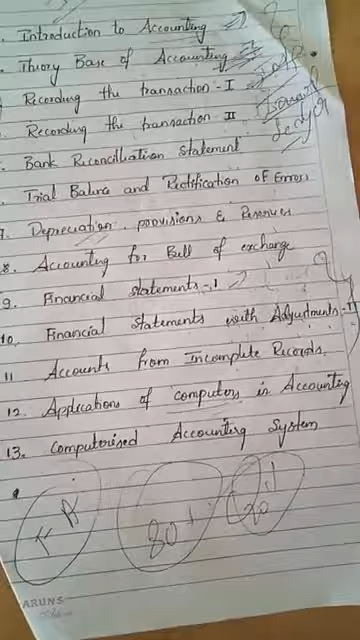 . Introduction to Accounting
. Theory Base of Accounting
Recording the transaction - I
Recording the transaction - II
. Bank Reconciliation Statement
. Trial Balance and Rectification of Errors
7. Depreciation, provisions & Reserves
8. Accounting for Bill of exchange
9. Financial statements - I
10. Financial statements with Adjustments - II
11 Accounts from Incomplete Records.
12. Applications of computers in Accounting
13. Computerised Accounting System
80
20
ARUNS